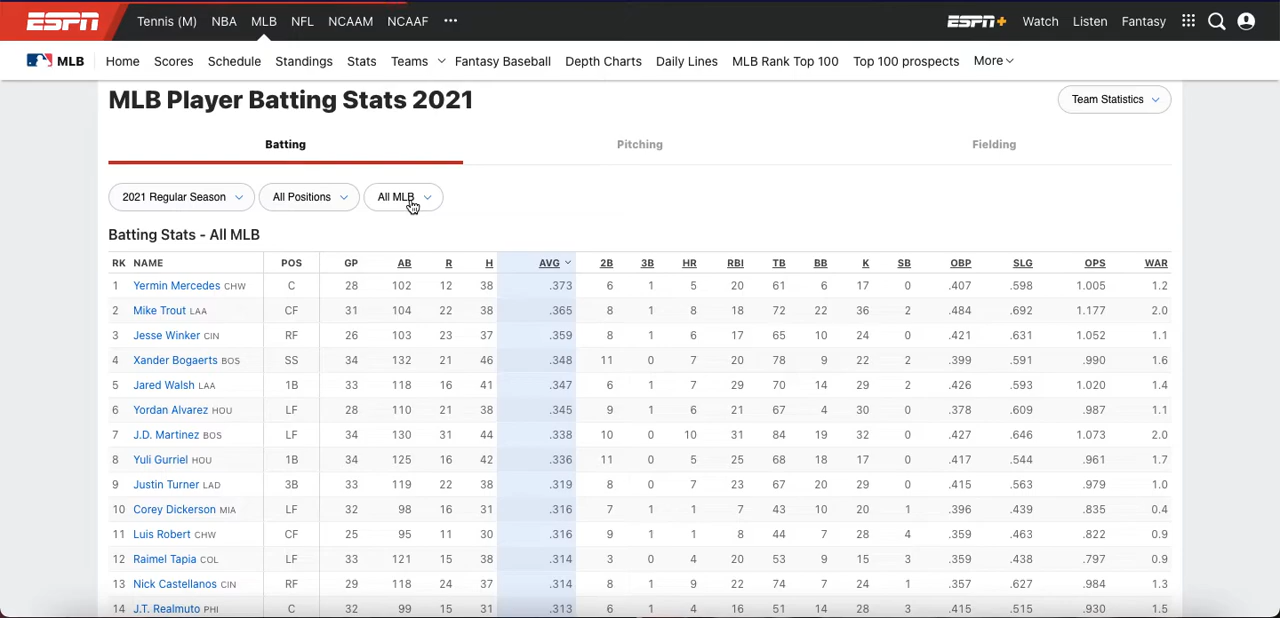 ESPN Tennis (M) NBA MLB NFL NCAAM NCAAF ••• ESPN+ Watch Listen Fantasy
MLB Home Scores Schedule Standings Stats Teams Fantasy Baseball Depth Charts Daily Lines MLB Rank Top 100 Top 100 prospects More
MLB Player Batting Stats 2021 Team Statistics
Batting Pitching Fielding
2021 Regular Season All Positions All MLB
Batting Stats - All MLB
RK NAME POS GP AB R H AVG 2B 3B HR RBI TB BB K SB OBP SLG OPS WAR
1 Yermin Mercedes CHW C 28 102 12 38 .373 6 1 5 20 61 6 17 0 .407 .598 1.005 1.2
2 Mike Trout LAA CF 31 104 22 38 .365 8 1 8 18 72 22 36 2 .484 .692 1.177 2.0
3 Jesse Winker CIN RF 26 103 23 37 .359 8 1 6 17 65 10 24 0 .421 .631 1.052 1.1
4 Xander Bogaerts BOS SS 34 132 21 46 .348 11 0 7 20 78 9 22 2 .399 .591 .990 1.6
5 Jared Walsh LAA 1B 33 118 16 41 .347 6 1 7 29 70 14 29 2 .426 .593 1.020 1.4
6 Yordan Alvarez HOU LF 28 110 21 38 .345 9 1 6 21 67 4 30 0 .378 .609 .987 1.1
7 J.D. Martinez BOS LF 34 130 31 44 .338 10 0 10 31 84 19 32 0 .427 .646 1.073 2.0
8 Yuli Gurriel HOU 1B 34 125 16 42 .336 11 0 5 25 68 18 17 0 .417 .544 .961 1.7
9 Justin Turner LAD 3B 33 119 22 38 .319 8 0 7 23 67 20 29 0 .415 .563 .979 1.0
10 Corey Dickerson MIA LF 32 98 16 31 .316 7 1 1 7 43 10 20 1 .396 .439 .835 0.4
11 Luis Robert CHW CF 25 95 11 30 .316 9 1 1 8 44 7 28 4 .359 .463 .822 0.9
12 Raimel Tapia COL LF 33 121 15 38 .314 3 0 4 20 53 9 15 3 .359 .438 .797 0.9
13 Nick Castellanos CIN RF 29 118 24 37 .314 8 1 9 22 74 7 24 1 .357 .627 .984 1.3
14 J.T. Realmuto PHI C 32 99 15 31 .313 6 1 4 16 51 14 28 3 .415 .515 .930 1.5